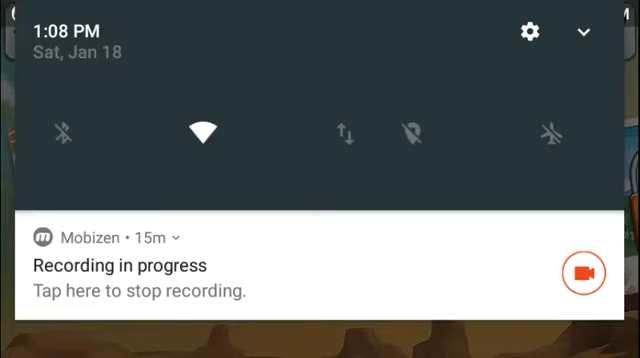 1:08 PM
Sat, Jan 18
Mobizen • 15m
Recording in progress
Tap here to stop recording.